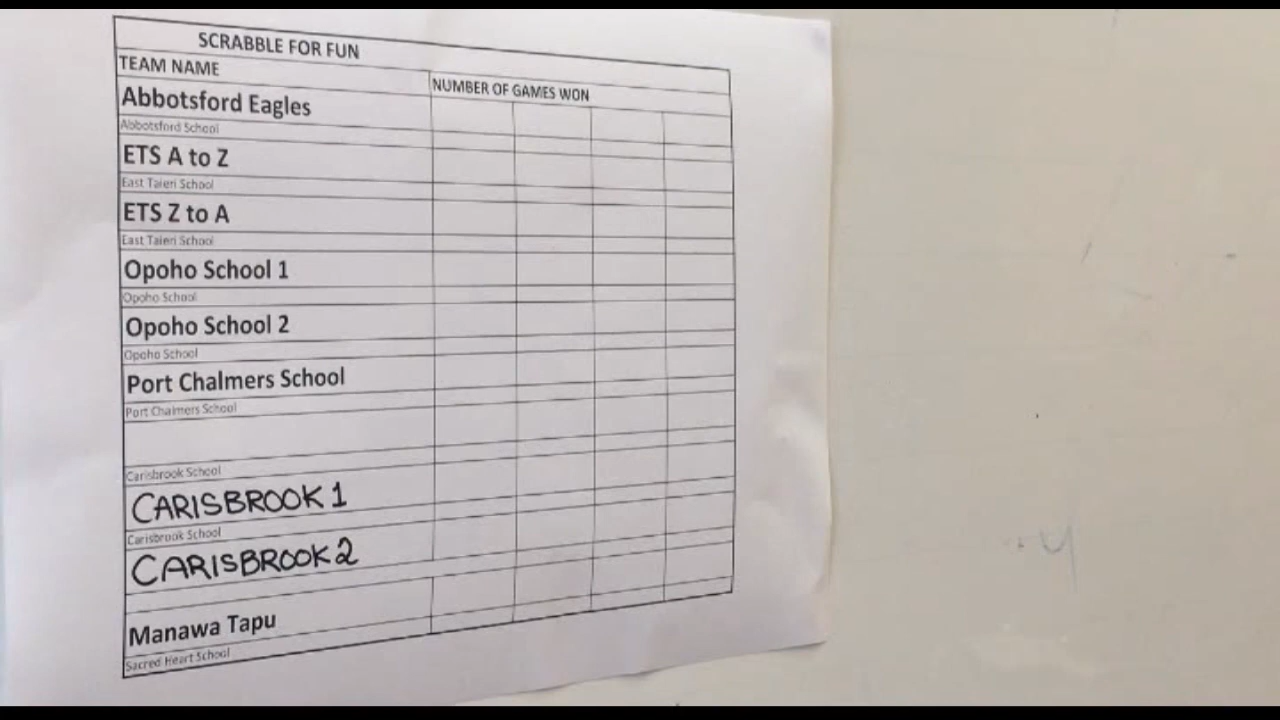 SCRABBLE FOR FUN
TEAM NAME
NUMBER OF GAMES WON
Abbotsford Eagles
Abbotsford School
ETS A to Z
East Taieri School
ETS Z to A
East Taieri School
Opoho School 1
Opoho School
Opoho School 2
Opoho School
Port Chalmers School
Port Chalmers School
Carisbrook School
CARISBROOK 1
Carisbrook School
CARISBROOK 2
Manawa Tapu
Sacred Heart School